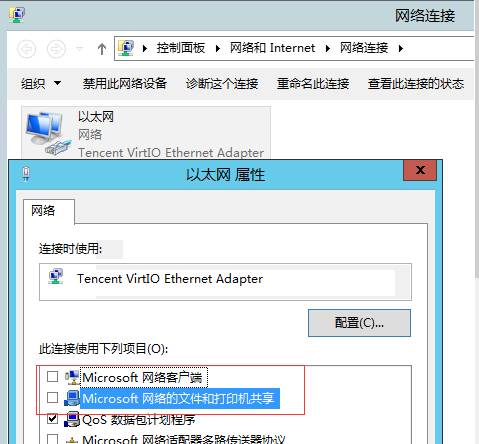 网络连接
控制面板 网络和 Internet 网络连接
组织 禁用此网络设备 诊断这个连接 重命名此连接 查看此连接的状态
以太网
网络
Tencent VirtIO Ethernet Adapter
以太网 属性
x
网络
连接时使用:
Tencent VirtIO Ethernet Adapter
配置(C)...
此连接使用下列项目(O):
Microsoft 网络客户端
Microsoft 网络的文件和打印机共享
QoS 数据包计划程序
Microsoft 网络适配器多路传送器协议